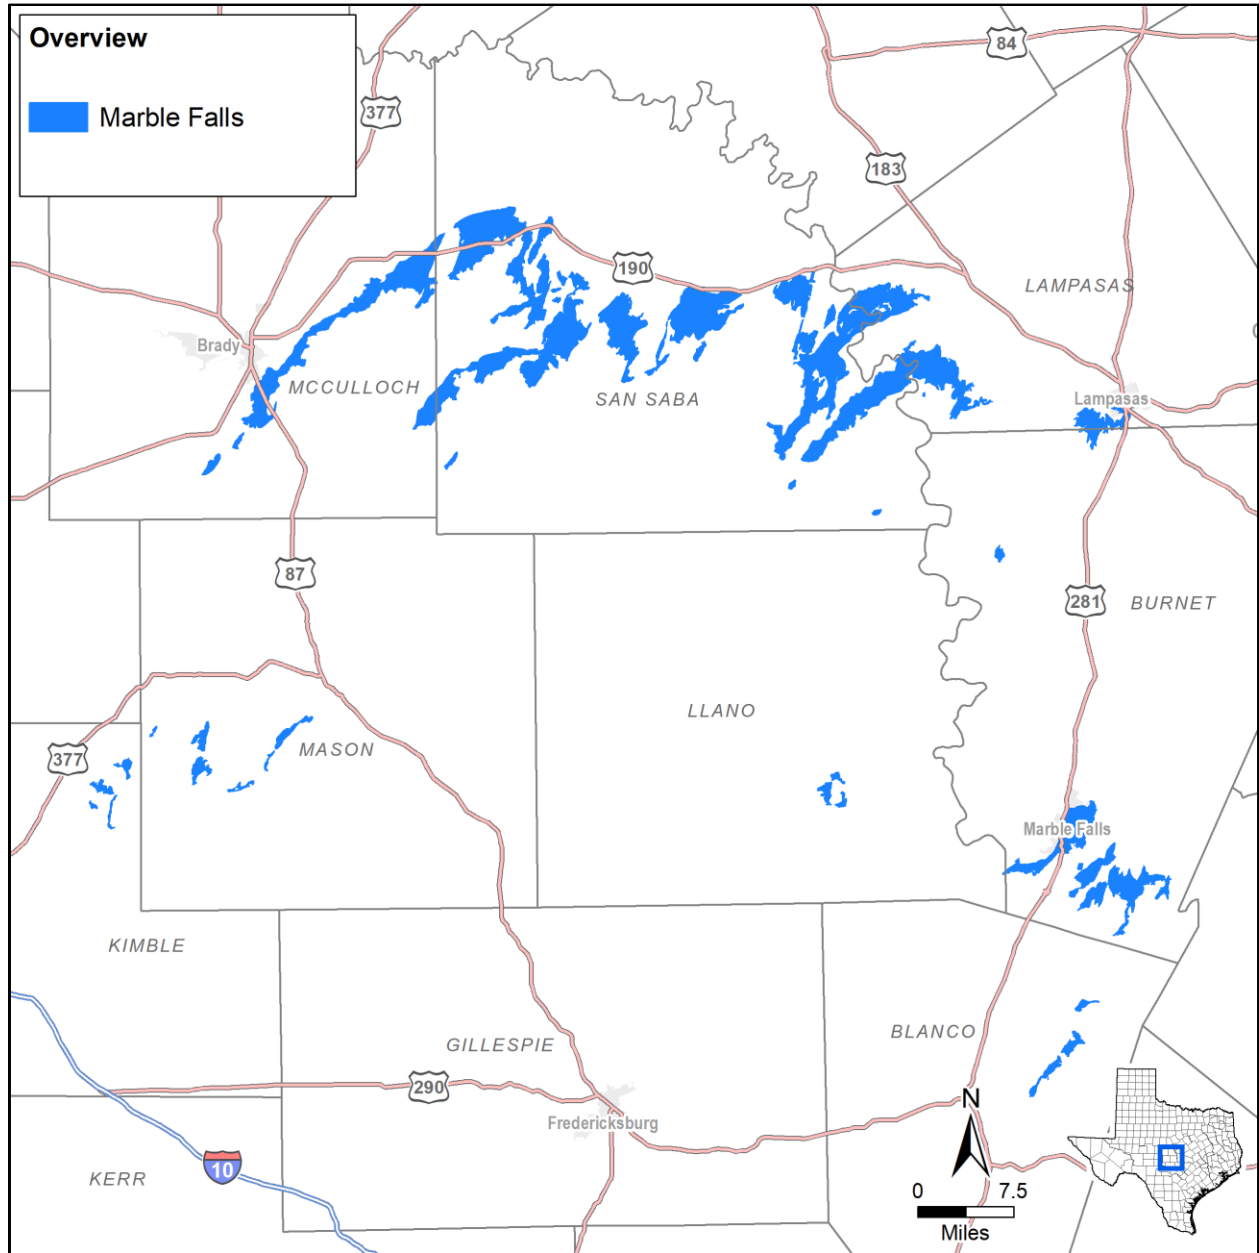 Overview
Marble Falls
84
377
183
190
LAMPASAS
Brady
MCCULLOCH
SAN SABA
Lampasas
87
281
BURNET
LLANO
MASON
377
Marble Falls
KIMBLE
BLANCO
GILLESPIE
290
N
Fredericksburg
10
KERR
0 7.5
Miles